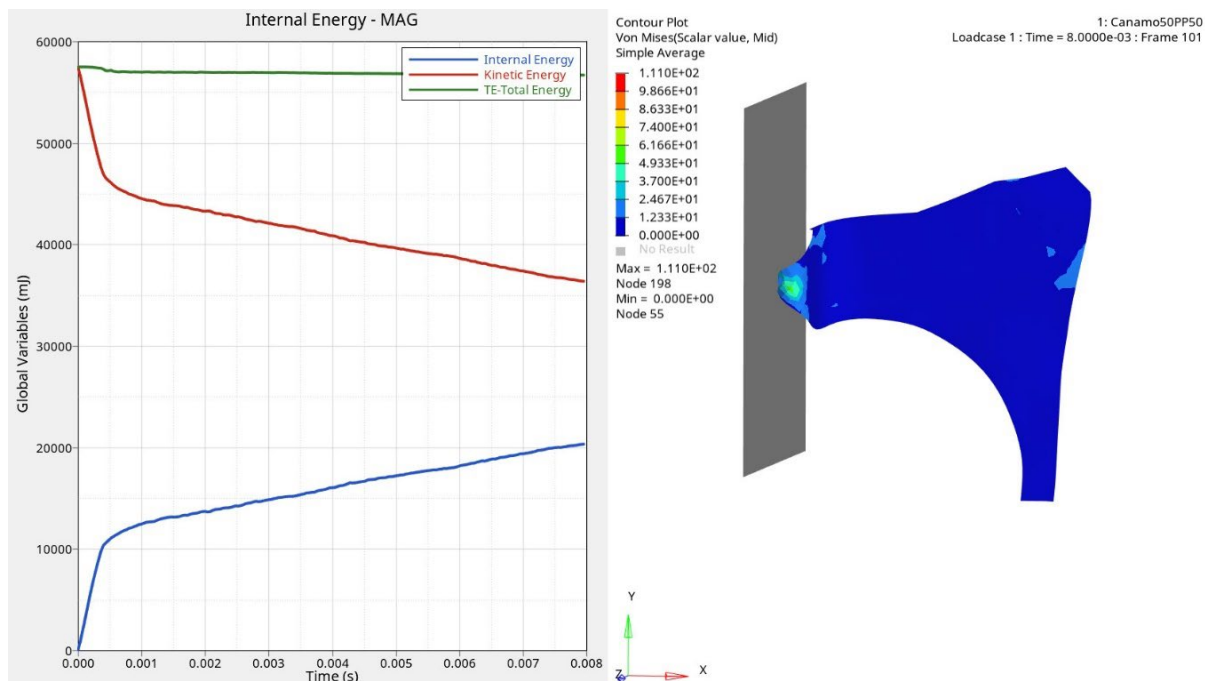 Internal Energy - MAG
Internal Energy
Kinetic Energy
TE-Total Energy
Global Variables (mJ)
60000
50000
40000
30000
20000
10000
0
0.000
0.001
0.002
0.003
0.004
0.005
0.006
0.007
0.008
Time (s)
Contour Plot
Von Mises(Scalar value, Mid)
Simple Average
1.110E+02
9.866E+01
8.633E+01
7.400E+01
6.166E+01
4.933E+01
3.700E+01
2.467E+01
1.233E+01
0.000E+00
No Result
Max = 1.110E+02
Node 198
Min = 0.000E+00
Node 55
1: Canamo50PP50
Loadcase 1 : Time = 8.0000e-03 : Frame 101
Y
Z
X